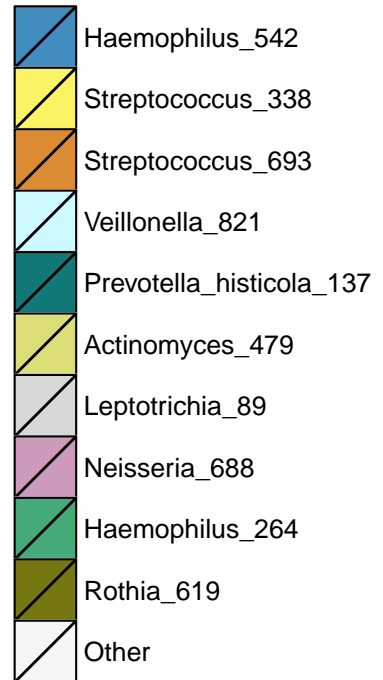 Haemophilus_542
Streptococcus_338
Streptococcus_693
Veillonella_821
Prevotella_histicola_137
Actinomyces_479
Leptotrichia_89
Neisseria_688
Haemophilus_264
Rothia_619
Other